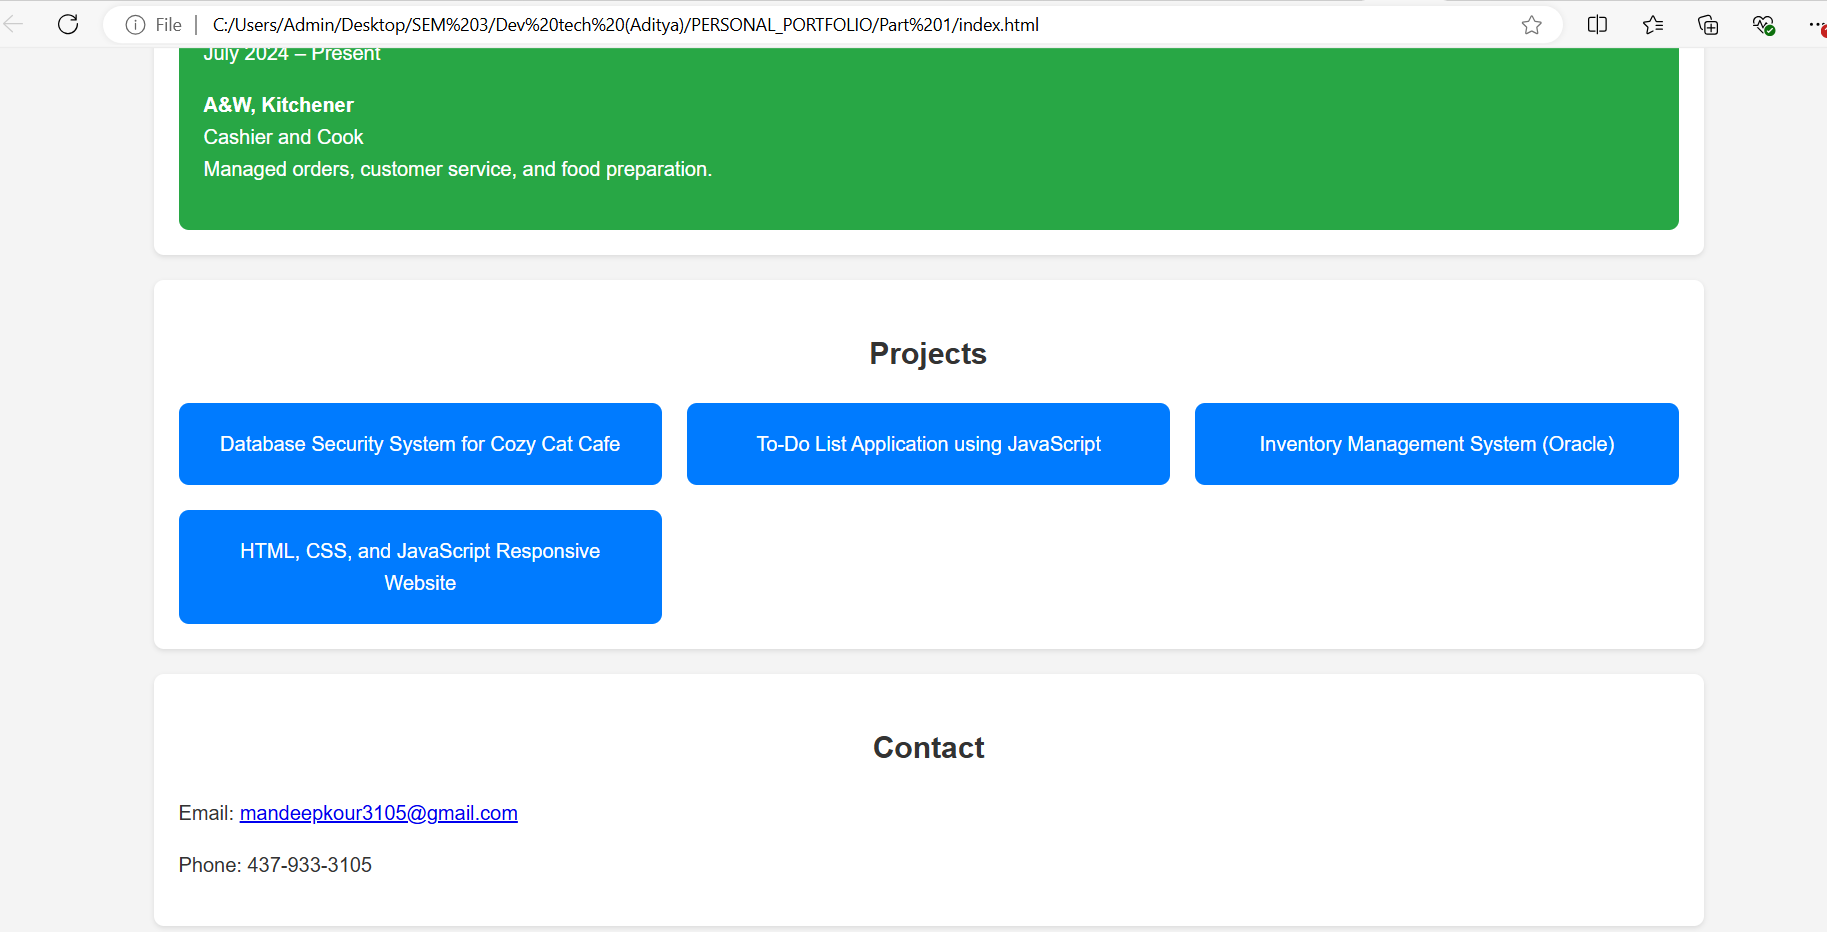 File
C:/Users/Admin/Desktop/SEM%203/Dev%20tech%20(Aditya)/PERSONAL_PORTFOLIO/Part%201/index.html
July 2024 – Present
A&W, Kitchener
Cashier and Cook
Managed orders, customer service, and food preparation.
Projects
Database Security System for Cozy Cat Cafe
To-Do List Application using JavaScript
Inventory Management System (Oracle)
HTML, CSS, and JavaScript Responsive
Website
Contact
Email: mandeepkour3105@gmail.com
Phone: 437-933-3105